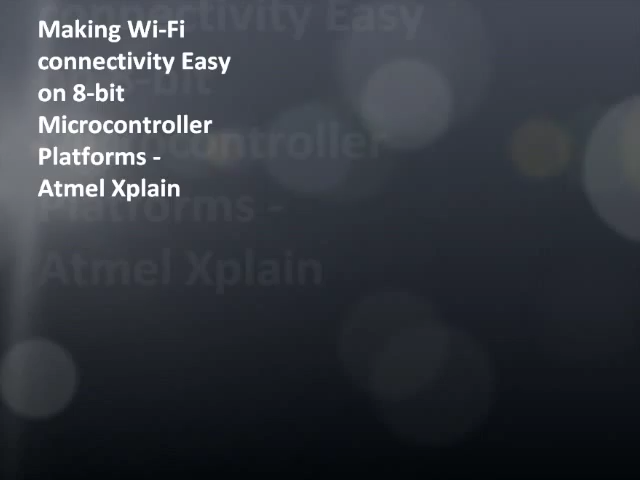 Making Wi-Fi
connectivity Easy
on 8-bit
Microcontroller
Platforms -
Atmel Xplain